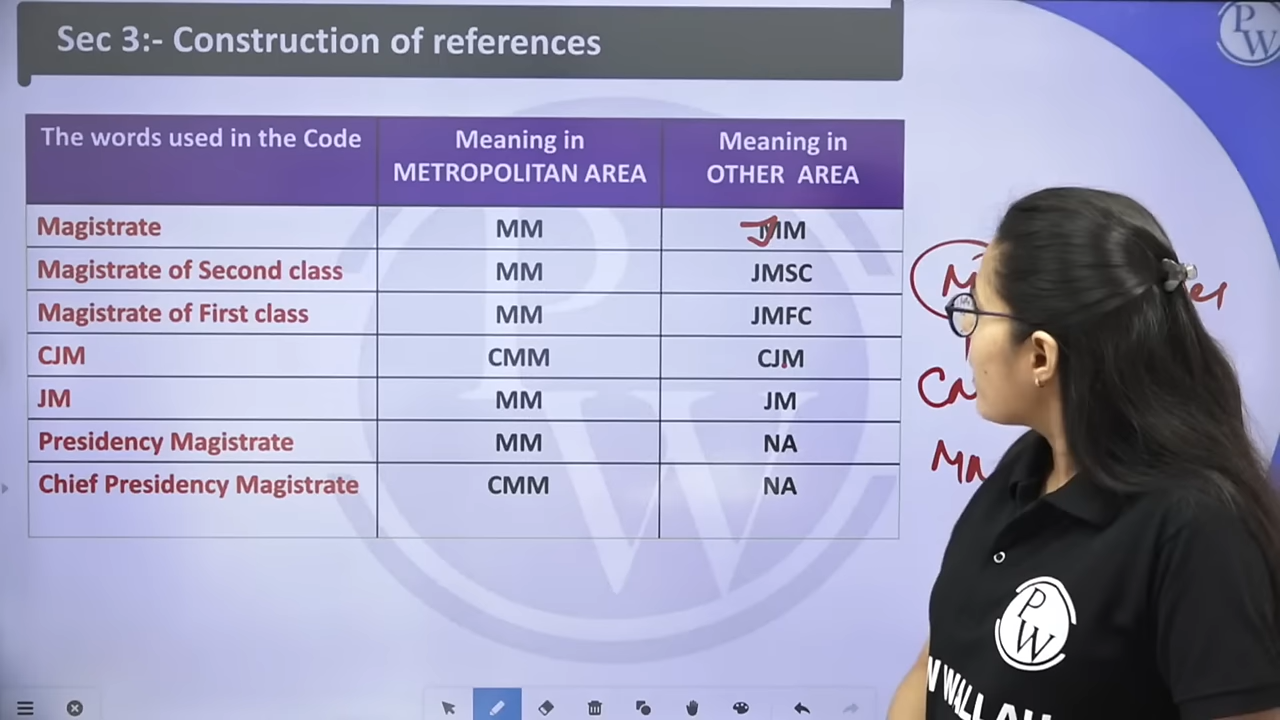 Sec 3:- Construction of references
PW
The words used in the Code
Meaning in
METROPOLITAN AREA
Meaning in
OTHER AREA
Magistrate MM JMM
Magistrate of Second class MM JMSC
Magistrate of First class MM JMFC
CJM CMM CJM
JM MM JM
Presidency Magistrate MM NA
Chief Presidency Magistrate CMM NA
PW
WALLAH